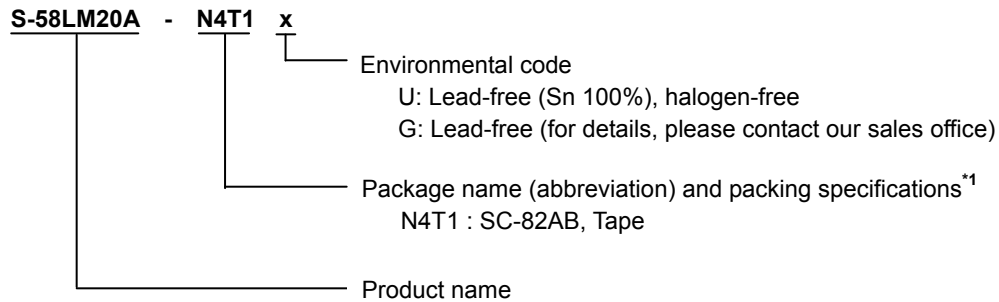 S-58LM20A - N4T1 x
Environmental code
U: Lead-free (Sn 100%), halogen-free
G: Lead-free (for details, please contact our sales office)
Package name (abbreviation) and packing specifications*1
N4T1 : SC-82AB, Tape
Product name